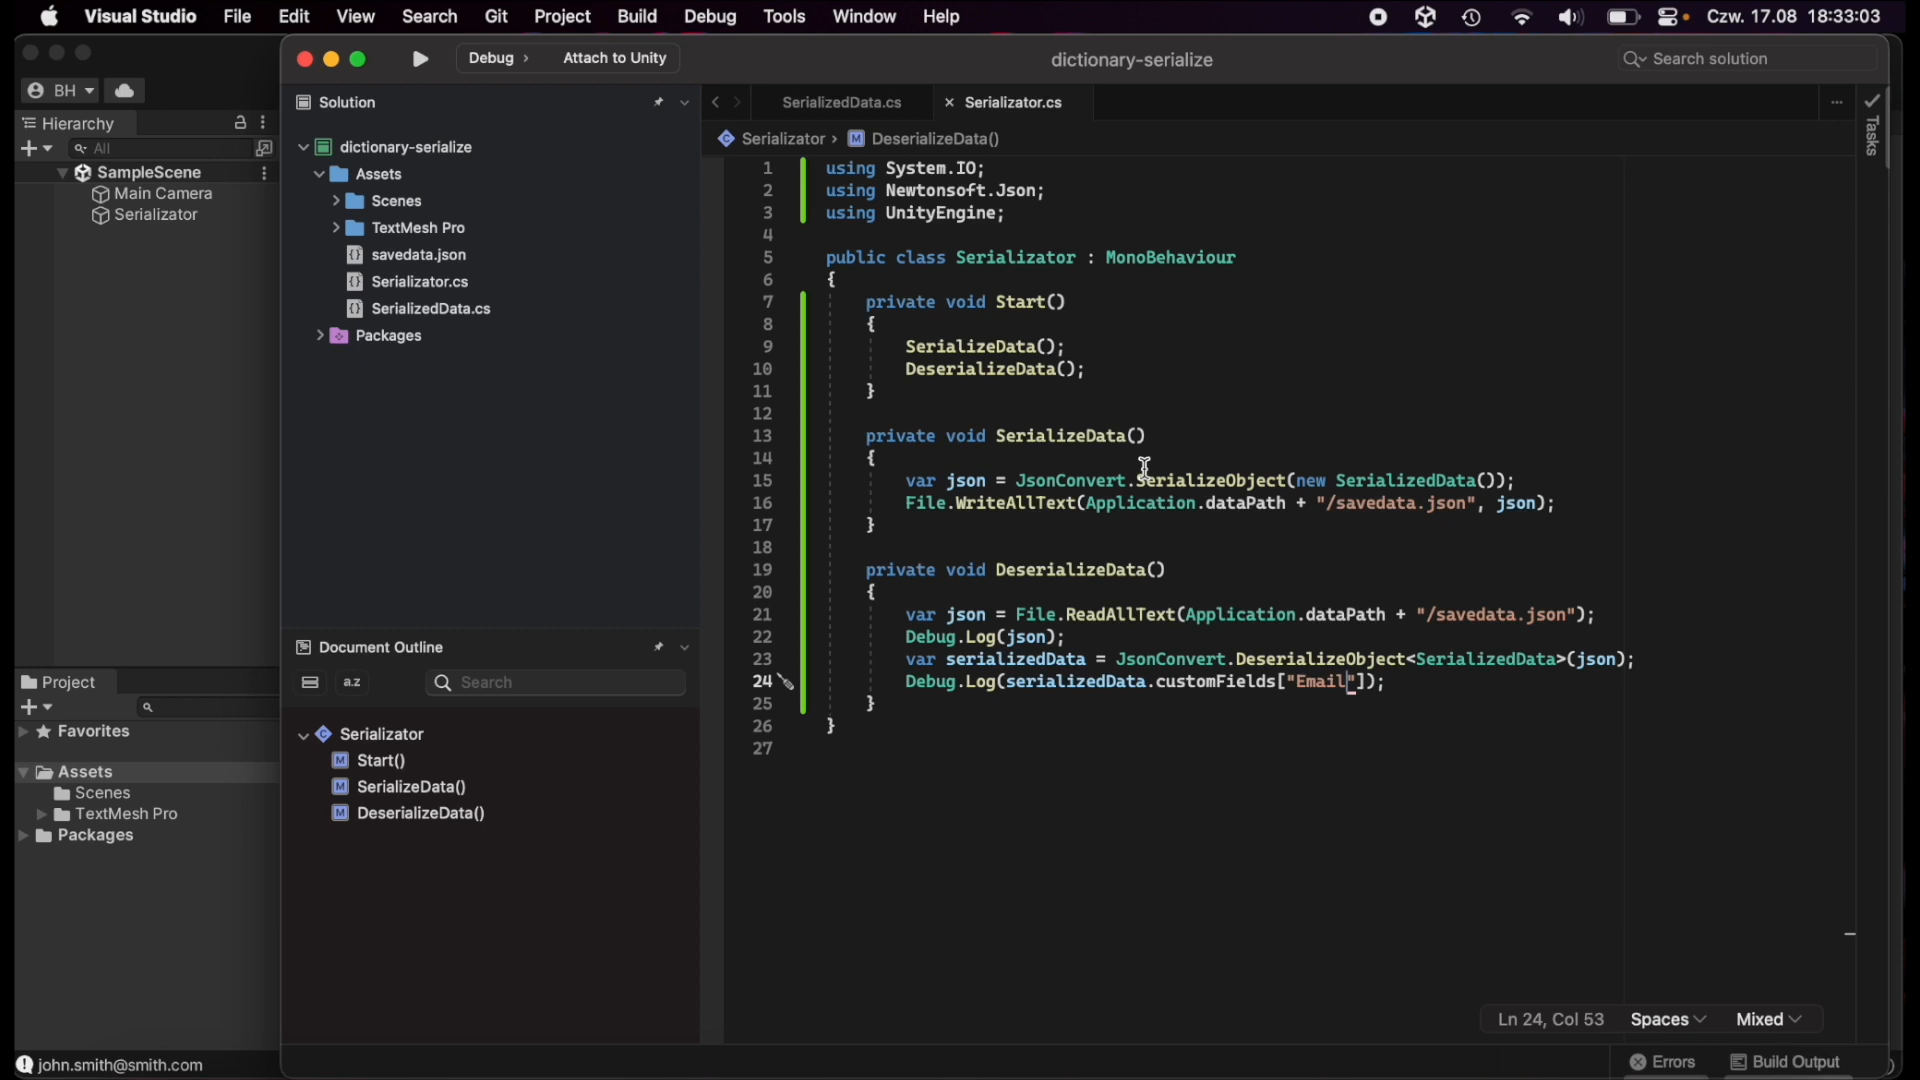 Visual Studio File Edit View Search Git Project Build Debug Tools Window Help Czw. 17.08 18:33:03
Debug › Attach to Unity dictionary-serialize Search solution
BH
Hierarchy
All
SampleScene
Main Camera
Serializator
Project
Favorites
Assets
Scenes
TextMesh Pro
Packages
john.smith@smith.com
Solution
dictionary-serialize
Assets
Scenes
TextMesh Pro
savedata.json
Serializator.cs
SerializedData.cs
Packages
Document Outline
a.z Search
Serializator
Start()
SerializeData()
DeserializeData()
SerializedData.cs Serializator.cs
Serializator › M DeserializeData()
1 using System.IO;
2 using Newtonsoft.Json;
3 using UnityEngine;
4
5 public class Serializator : MonoBehaviour
6 {
7 private void Start()
8 {
9 SerializeData();
10 DeserializeData();
11 }
12
13 private void SerializeData()
14 {
15 var json = JsonConvert.SerializeObject(new SerializedData());
16 File.WriteAllText(Application.dataPath + "/savedata.json", json);
17 }
18
19 private void DeserializeData()
20 {
21 var json = File.ReadAllText(Application.dataPath + "/savedata.json");
22 Debug.Log(json);
23 var serializedData = JsonConvert.DeserializeObject<SerializedData>(json);
24 Debug.Log(serializedData.customFields["Email"]);
25 }
26 }
27
Tasks
Ln 24, Col 53 Spaces Mixed
Errors Build Output